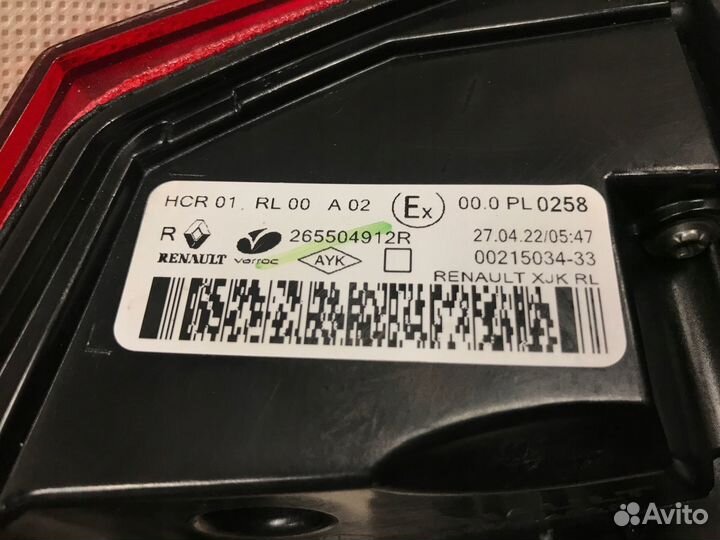 HCR 01. RL 00 A 02 Ex 00.0 PL 0258
R 265504912R 27.04.22/05:47
RENAULT varroc AYK 00215034-33
RENAULT XJK RL
Avito